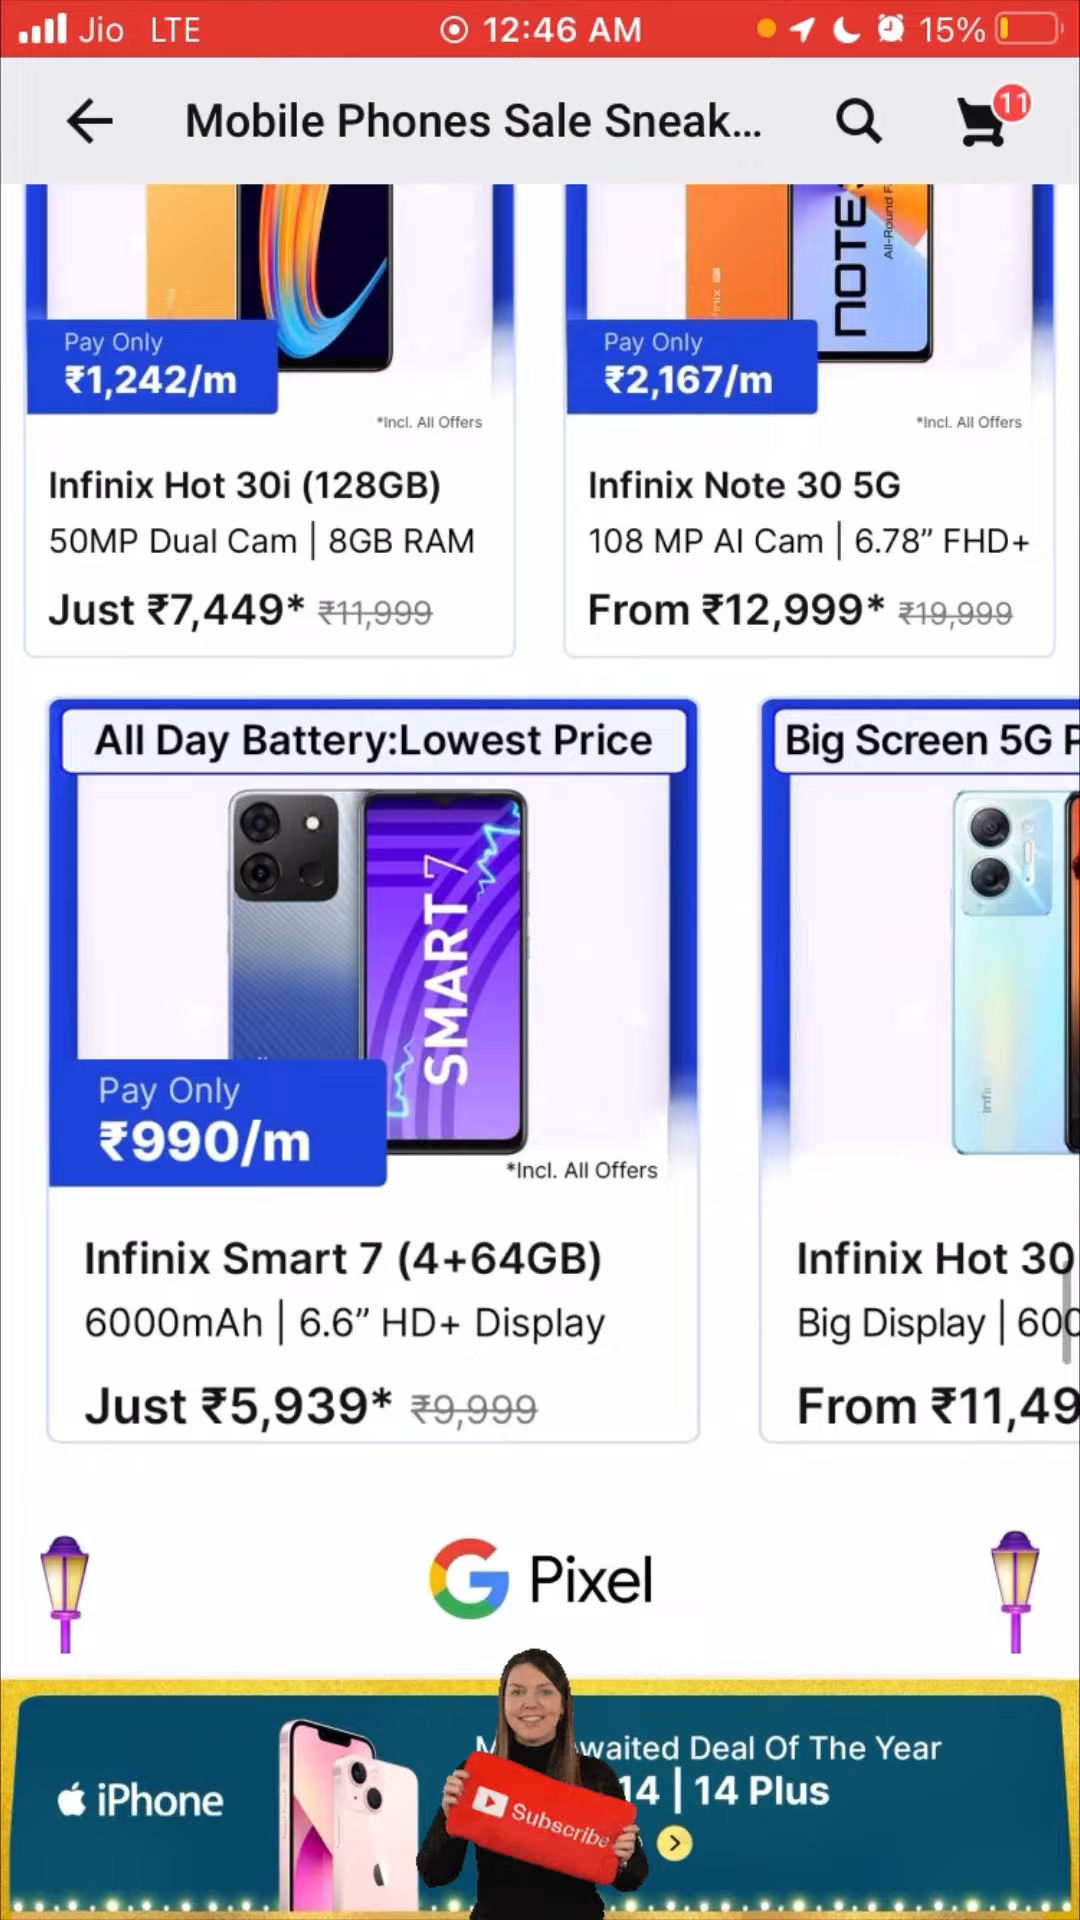 Jio LTE 12:46 AM 15%
Mobile Phones Sale Sneak...
11
Pay Only
₹1,242/m
*Incl. All Offers
Infinix Hot 30i (128GB)
50MP Dual Cam | 8GB RAM
Just ₹7,449* ₹11,999
NOTE
All-Round F
Pay Only
₹2,167/m
*Incl. All Offers
Infinix Note 30 5G
108 MP AI Cam | 6.78” FHD+
From ₹12,999* ₹19,999
All Day Battery:Lowest Price
SMART 7
Pay Only
₹990/m
*Incl. All Offers
Infinix Smart 7 (4+64GB)
6000mAh | 6.6” HD+ Display
Just ₹5,939* ₹9,999
Big Screen 5G P
Infinix Hot 30
Big Display | 600
From ₹11,49
G Pixel
iPhone
waited Deal Of The Year
14 | 14 Plus
Subscribe